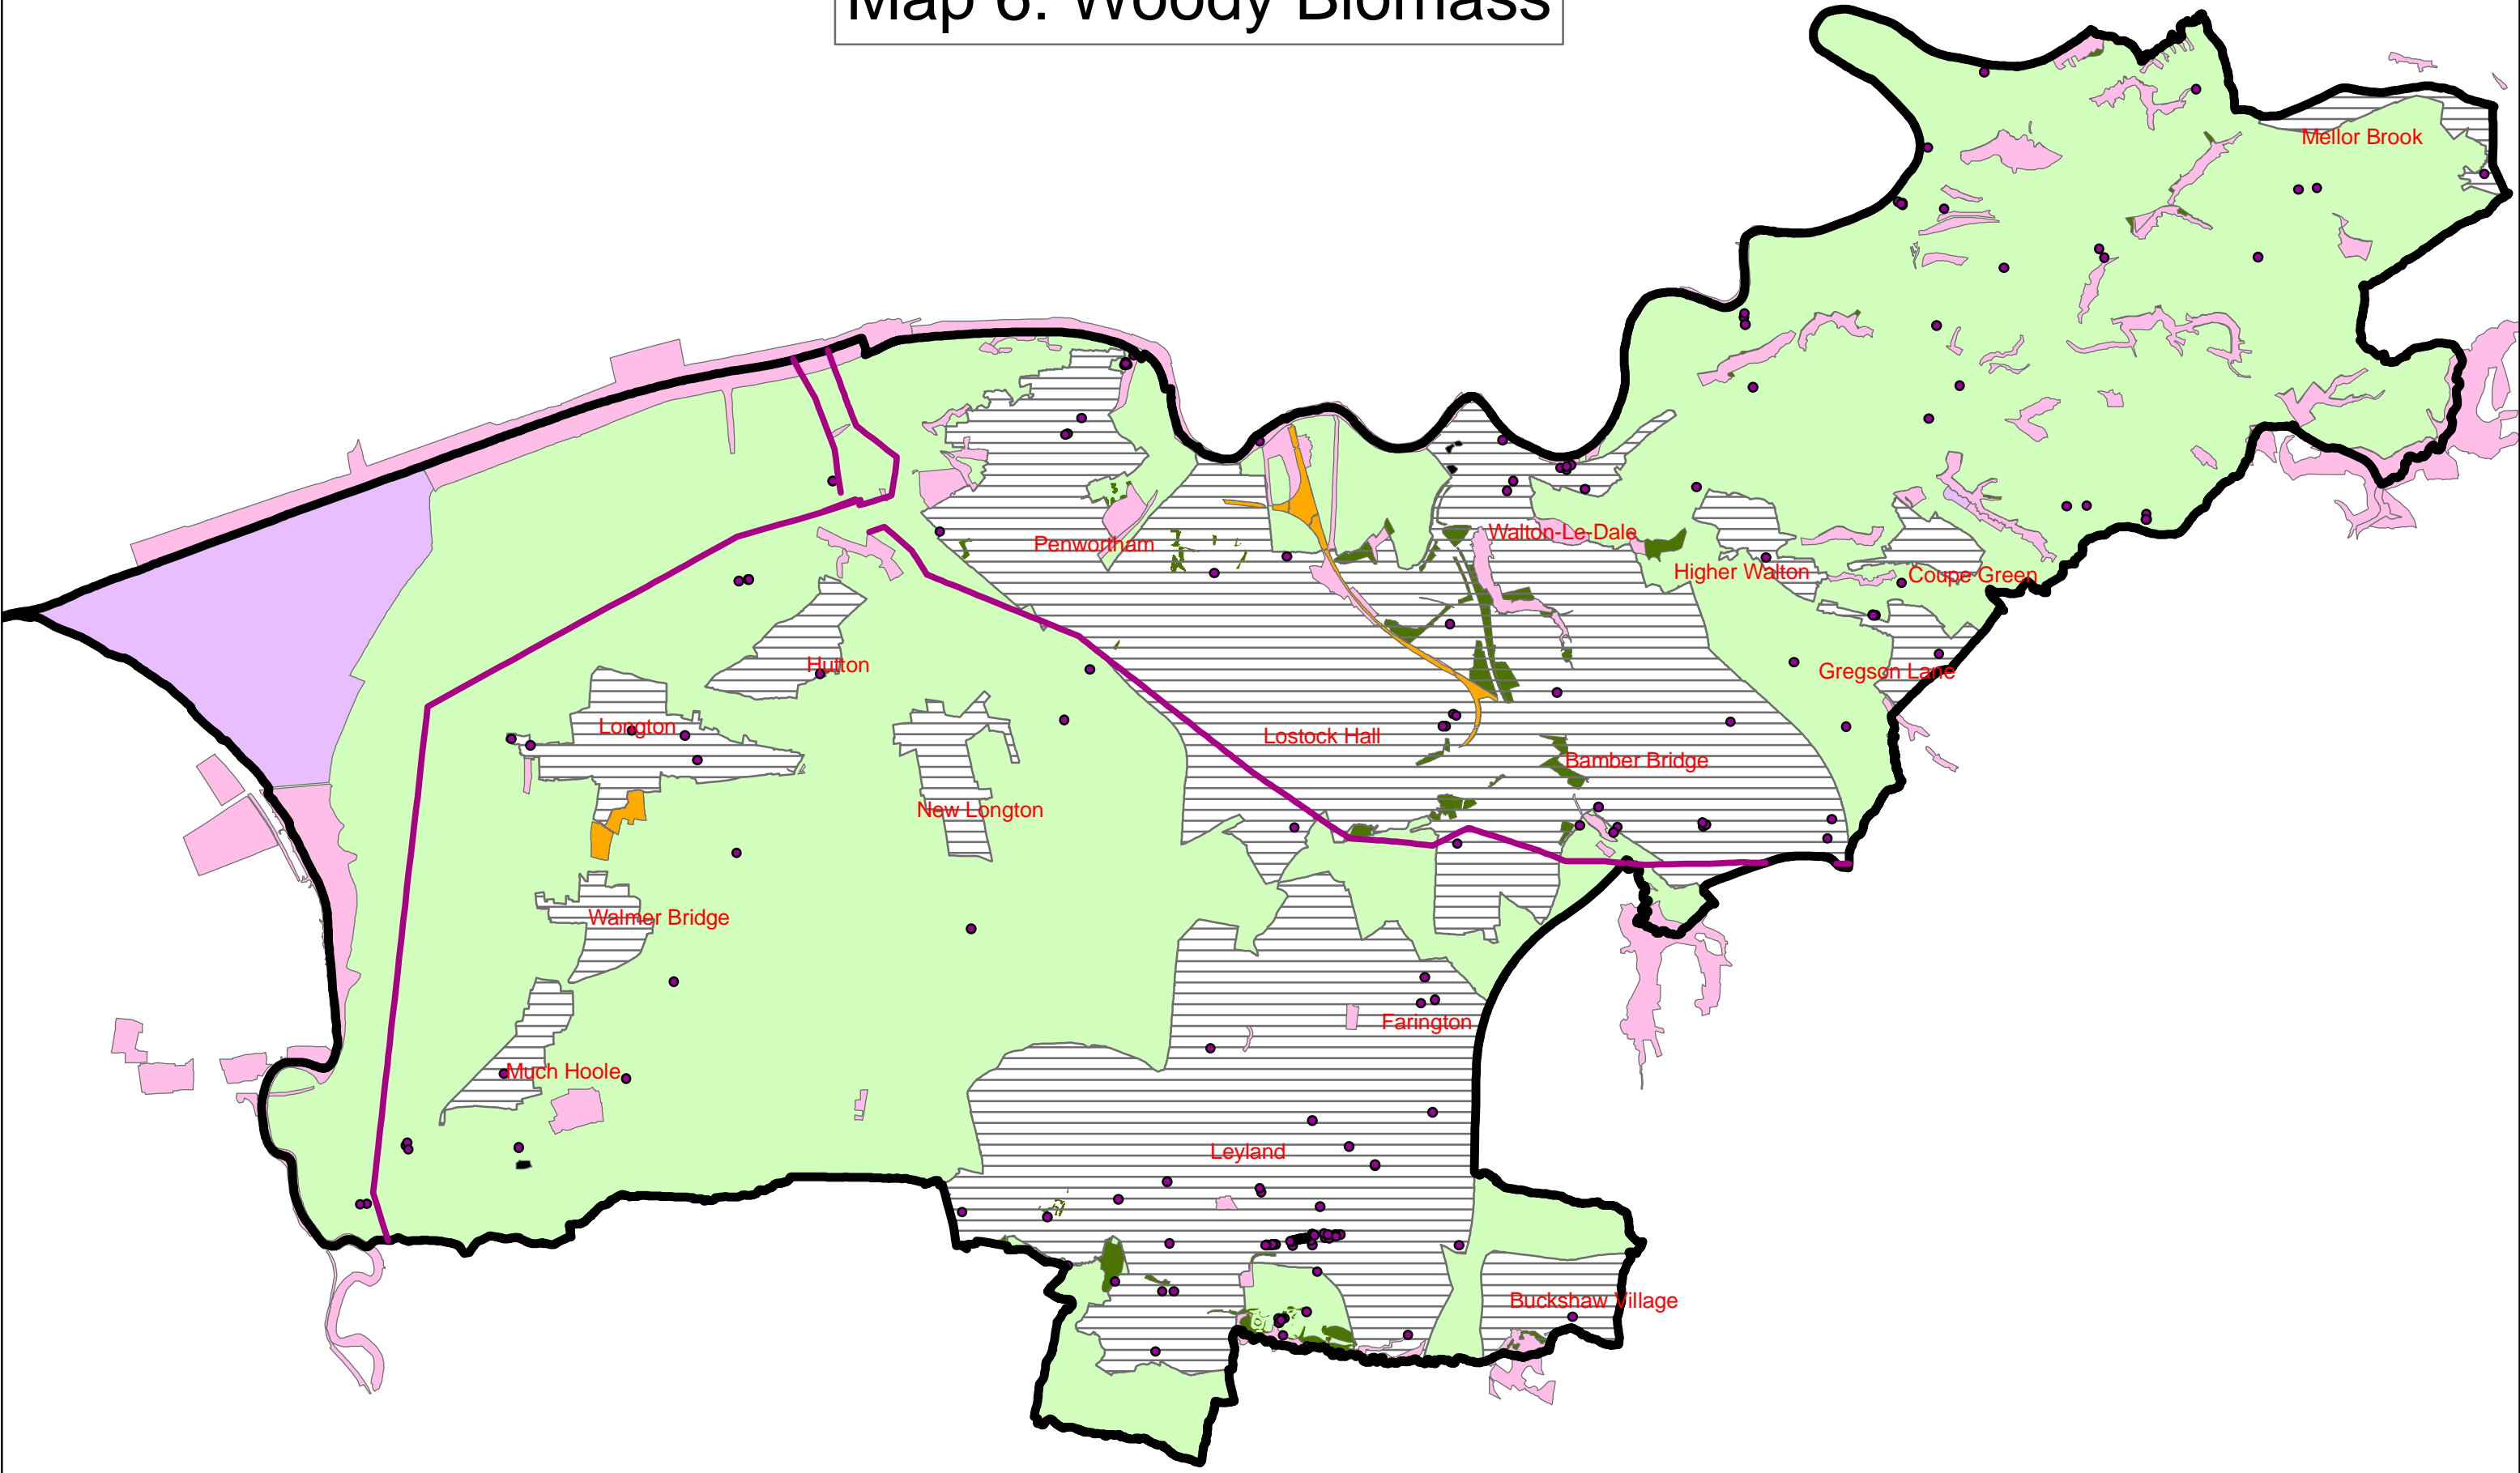 Map 6: Woody Biomass
Mellor Brook
Walton-Le-Dale
Penwortham
Higher Walton
Coupe Green
Hutton
Gregson Lane
Longton
Lostock Hall
Bamber Bridge
New Longton
Walmer Bridge
Farington
Much Hoole
Leyland
Buckshaw Village